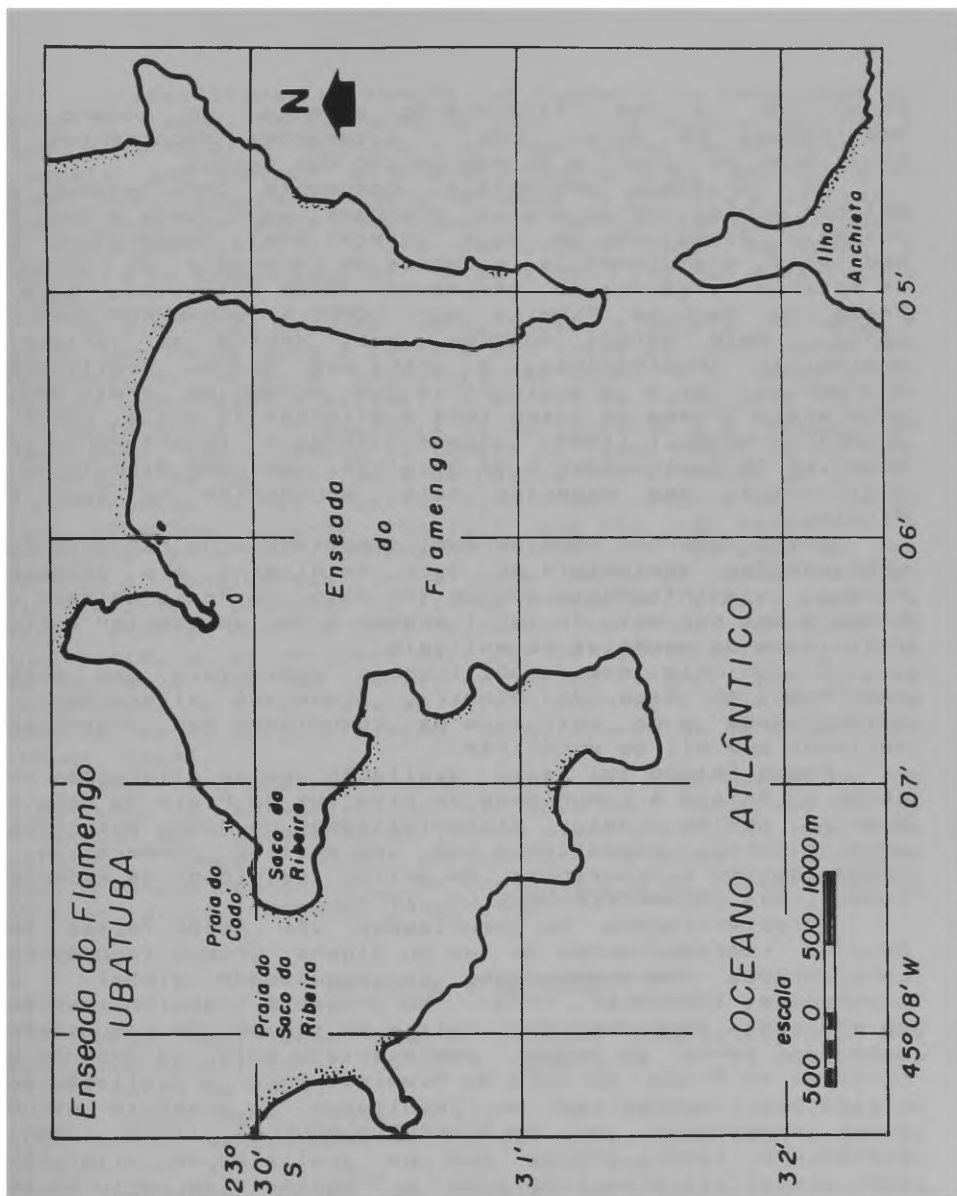 Enseada do Flamengo
UBATUBA
N
Praia do
Codó
Praia do
Saco da
Ribeira
Saco da
Ribeira
Enseada
do
Flamengo
Ilha
Anchieta
OCEANO ATLÂNTICO
escala
500 0 500 1000m
23°
30'
S
31'
32'
45°08'W
07'
06'
05'